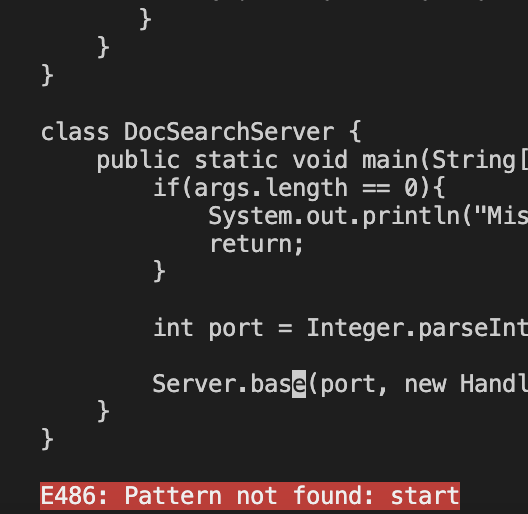 }
}
}
class DocSearchServer {
public static void main(String[
if(args.length == 0){
System.out.println("Mis
return;
}
int port = Integer.parseInt
Server.base(port, new Handl
}
}
E486: Pattern not found: start